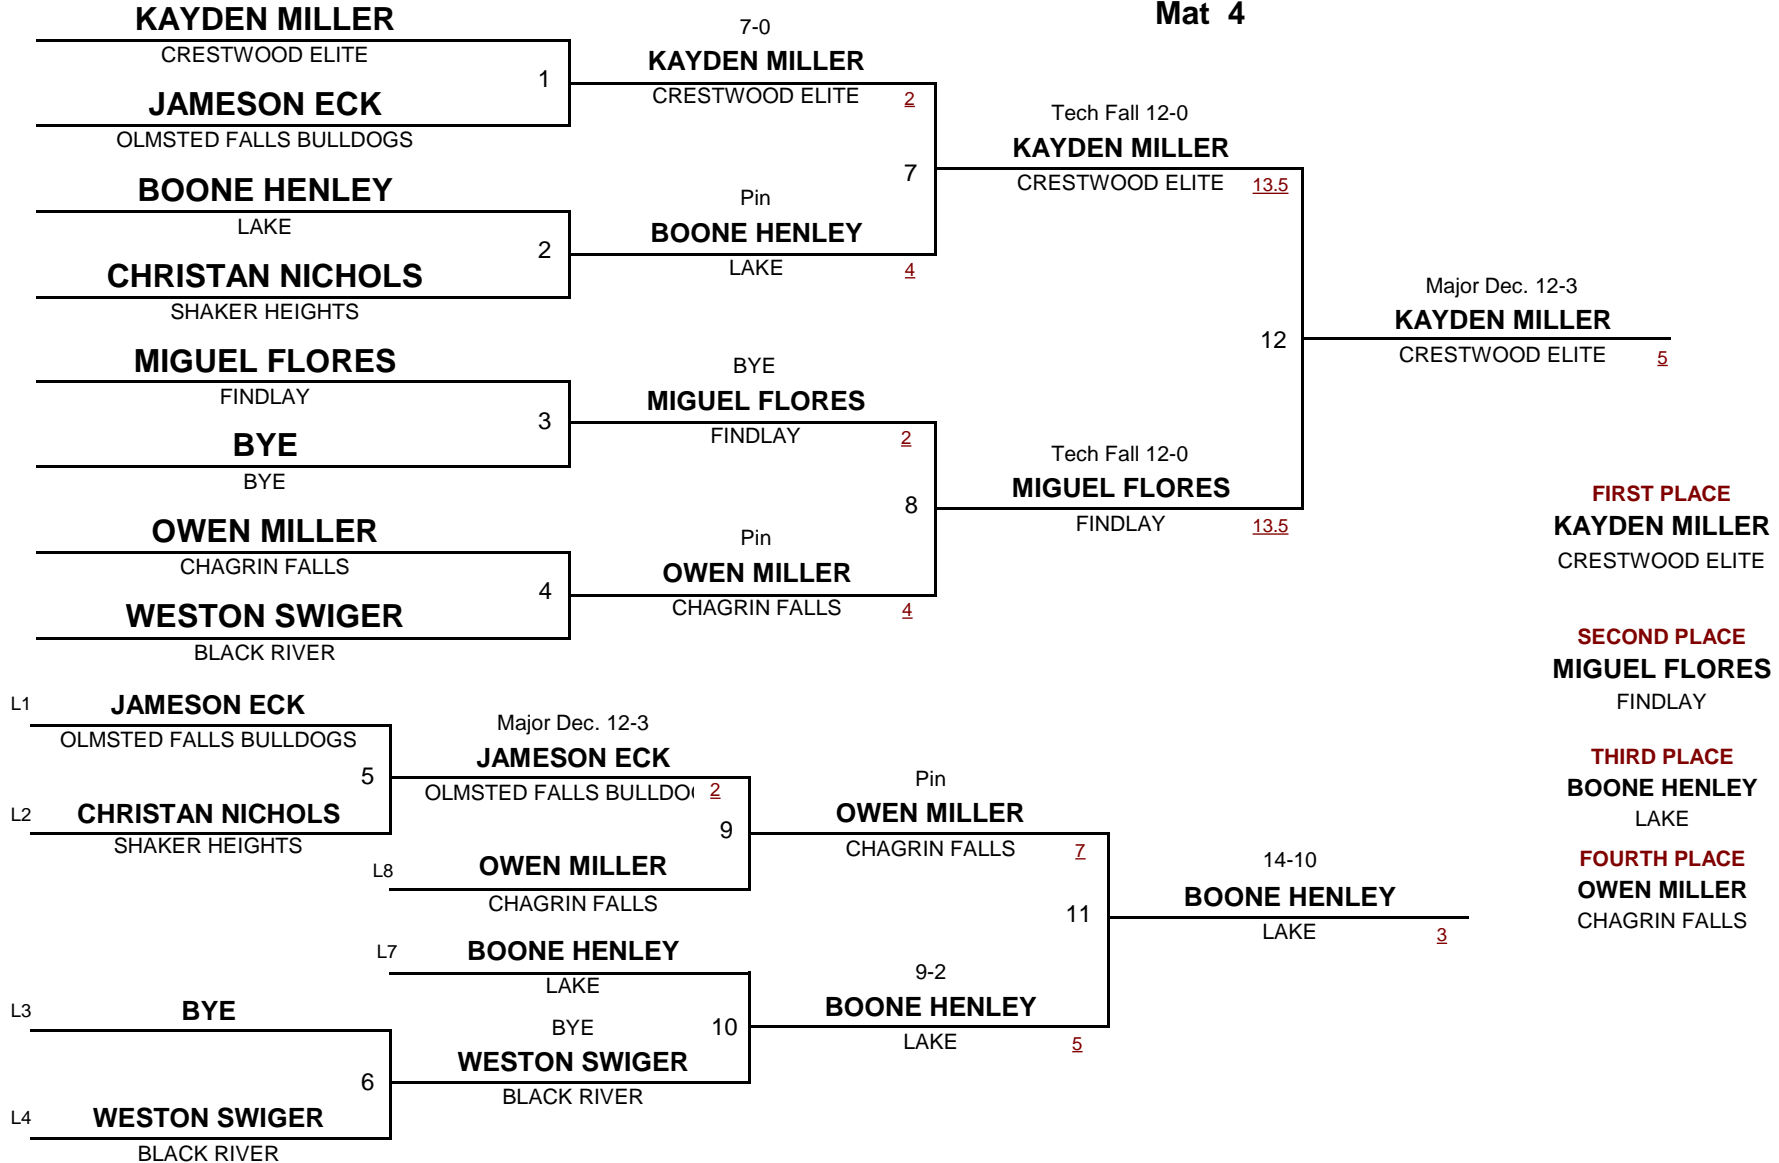 Mat 4
KAYDEN MILLER
CRESTWOOD ELITE
1
JAMESON ECK
OLMSTED FALLS BULLDOGS
BOONE HENLEY
LAKE
2
CHRISTAN NICHOLS
SHAKER HEIGHTS
MIGUEL FLORES
FINDLAY
3
BYE
BYE
OWEN MILLER
CHAGRIN FALLS
4
WESTON SWIGER
BLACK RIVER
7-0
KAYDEN MILLER
CRESTWOOD ELITE 2
7
Pin
BOONE HENLEY
LAKE 4
BYE
MIGUEL FLORES
FINDLAY 2
8
Pin
OWEN MILLER
CHAGRIN FALLS 4
Tech Fall 12-0
KAYDEN MILLER
CRESTWOOD ELITE 13.5
12
Tech Fall 12-0
MIGUEL FLORES
FINDLAY 13.5
Major Dec. 12-3
KAYDEN MILLER
CRESTWOOD ELITE 5
FIRST PLACE
KAYDEN MILLER
CRESTWOOD ELITE
SECOND PLACE
MIGUEL FLORES
FINDLAY
THIRD PLACE
BOONE HENLEY
LAKE
FOURTH PLACE
OWEN MILLER
CHAGRIN FALLS
L1 JAMESON ECK
OLMSTED FALLS BULLDOGS
5
L2 CHRISTAN NICHOLS
SHAKER HEIGHTS
L3 BYE
6
L4 WESTON SWIGER
BLACK RIVER
Major Dec. 12-3
JAMESON ECK
OLMSTED FALLS BULLDO 2
9
L8 OWEN MILLER
CHAGRIN FALLS
L7 BOONE HENLEY
LAKE
BYE 10
WESTON SWIGER
BLACK RIVER
Pin
OWEN MILLER
CHAGRIN FALLS 7
11
9-2
BOONE HENLEY
LAKE 5
14-10
BOONE HENLEY
LAKE 3